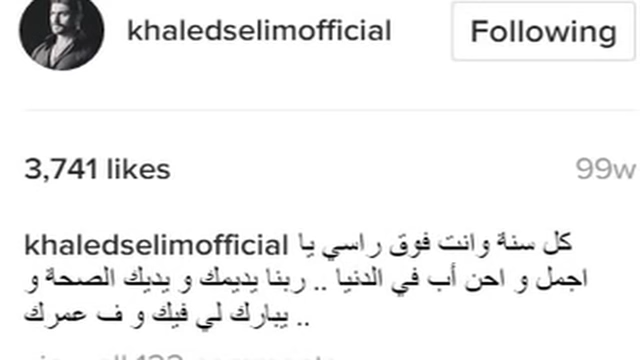 khaledselimofficial
Following
3,741 likes
99w
khaledselimofficial كل سنة وانت فوق راسي يا
اجمل و احن أب في الدنيا .. ربنا يديمك و يديك الصحة و
يبارك لي فيك و ف عمرك ..